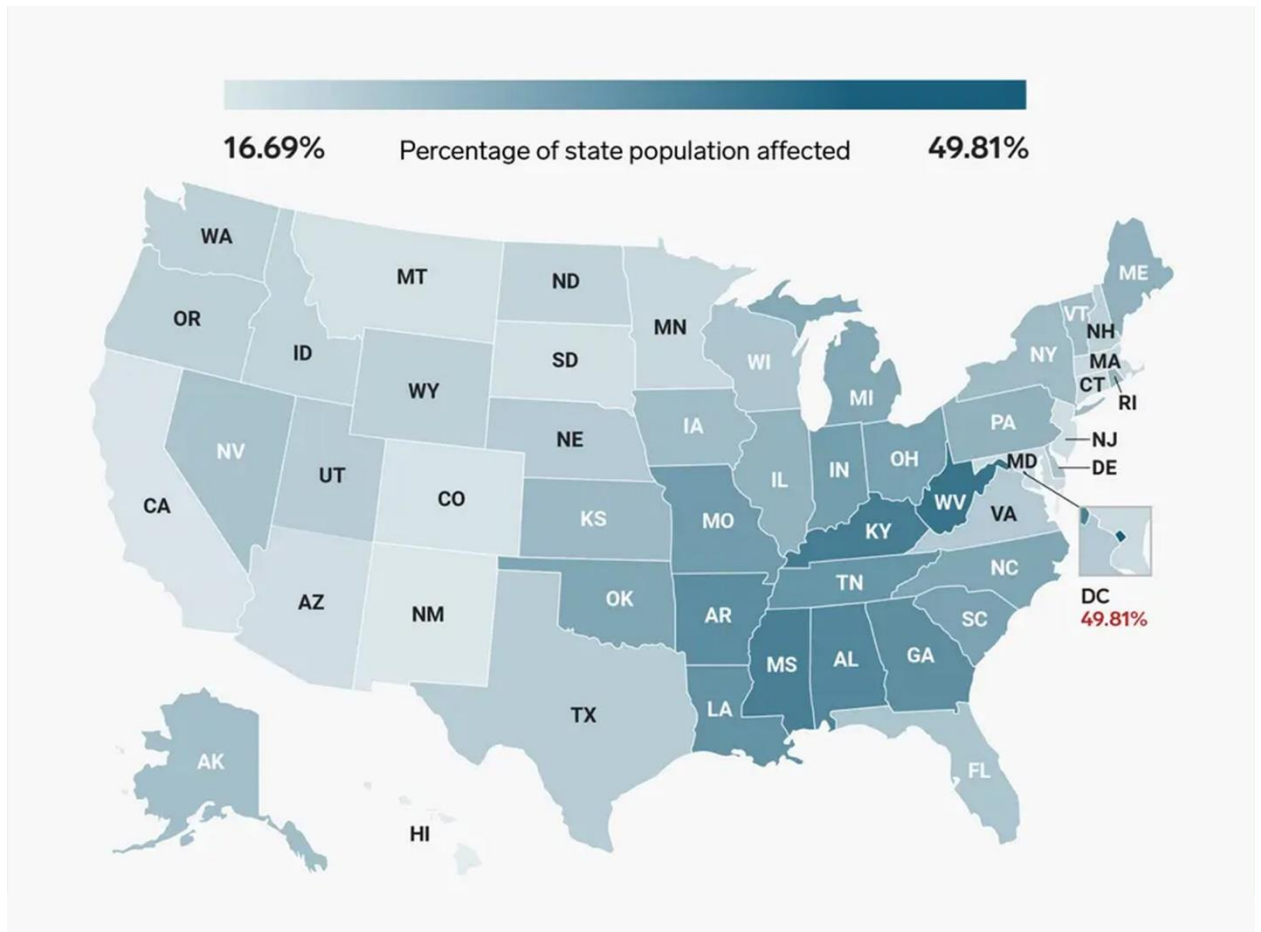 16.69% Percentage of state population affected 49.81%
WA
MT
ND
ME
OR
MN
VT
NH
ID
SD
WI
NY
MA
WY
CT
MI
RI
IA
PA
NE
NV
NJ
OH
MD
DE
UT
IN
IL
CO
WV
CA
KS
MO
VA
KY
NC
TN
AZ
OK
NM
AR
DC
49.81%
SC
MS
AL
GA
LA
TX
AK
FL
HI